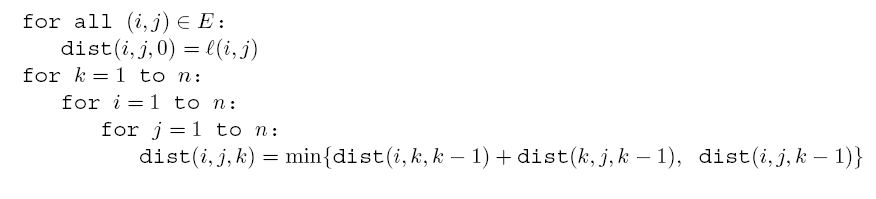 for all (i, j) ∈ E:
dist(i, j, 0) = ℓ(i, j)
for k = 1 to n:
for i = 1 to n:
for j = 1 to n:
dist(i, j, k) = min{dist(i, k, k − 1) + dist(k, j, k − 1), dist(i, j, k − 1)}